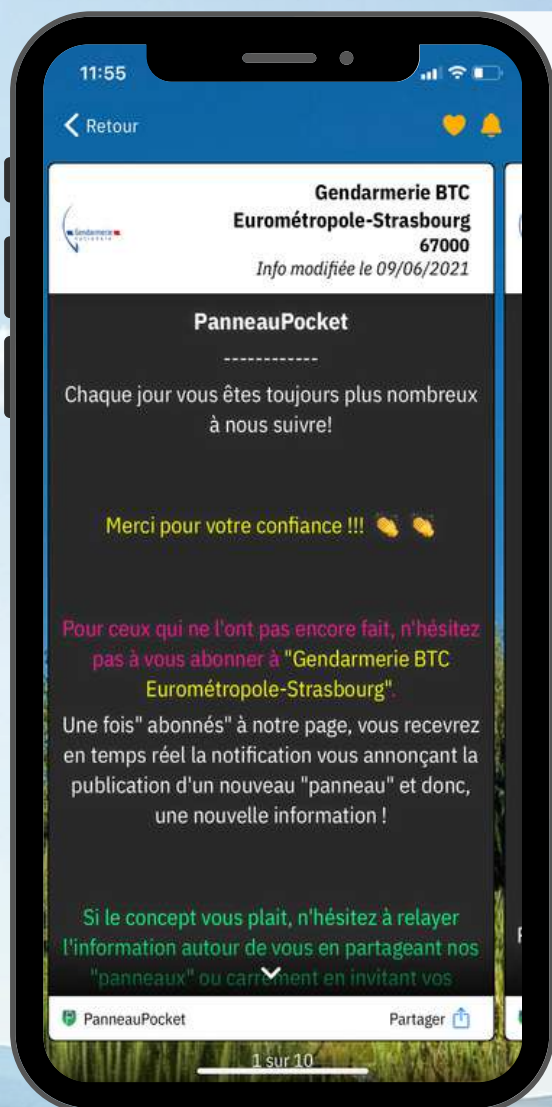 11:55
Retour
Gendarmerie
NATIONALE
Gendarmerie BTC
Eurométropole-Strasbourg
67000
Info modifiée le 09/06/2021
PanneauPocket
------------
Chaque jour vous êtes toujours plus nombreux
à nous suivre!
Merci pour votre confiance !!! 👏 👏
Pour ceux qui ne l'ont pas encore fait, n'hésitez
pas à vous abonner à "Gendarmerie BTC
Eurométropole-Strasbourg".
Une fois" abonnés" à notre page, vous recevrez
en temps réel la notification vous annonçant la
publication d'un nouveau "panneau" et donc,
une nouvelle information !
Si le concept vous plait, n'hésitez à relayer
l'information autour de vous en partageant nos
"panneaux" ou carrément en invitant vos
PanneauPocket
Partager
1 sur 10